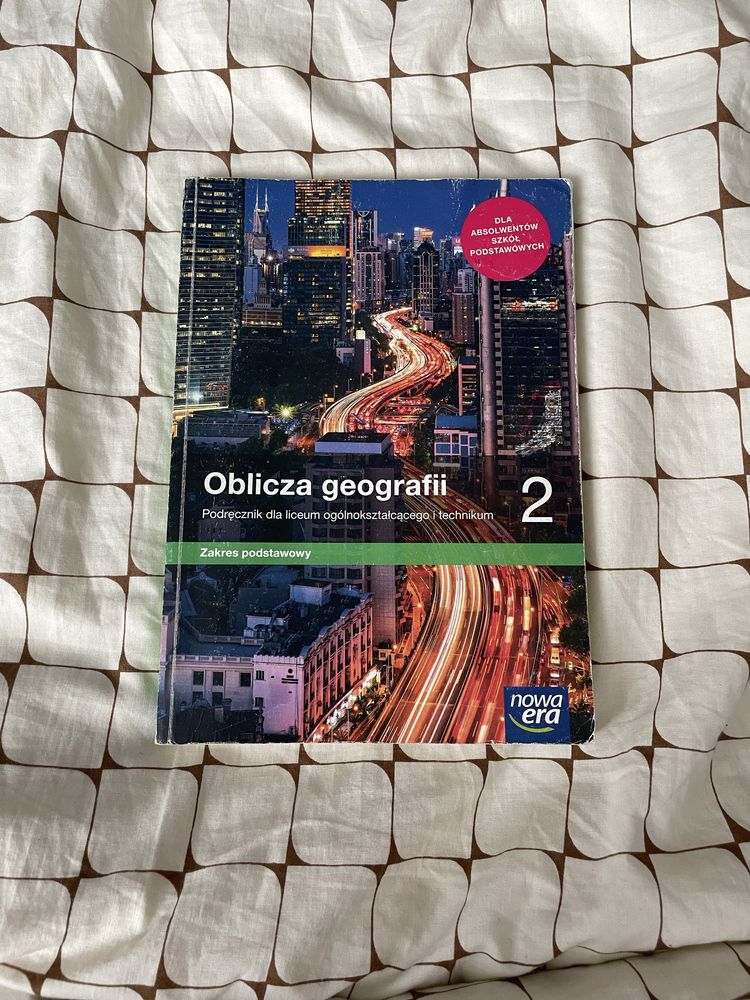 DLA
ABSOLWENTÓW
SZKÓŁ
PODSTAWOWYCH
Oblicza geografii 2
Podręcznik dla liceum ogólnokształcącego i technikum
Zakres podstawowy
nowa
era